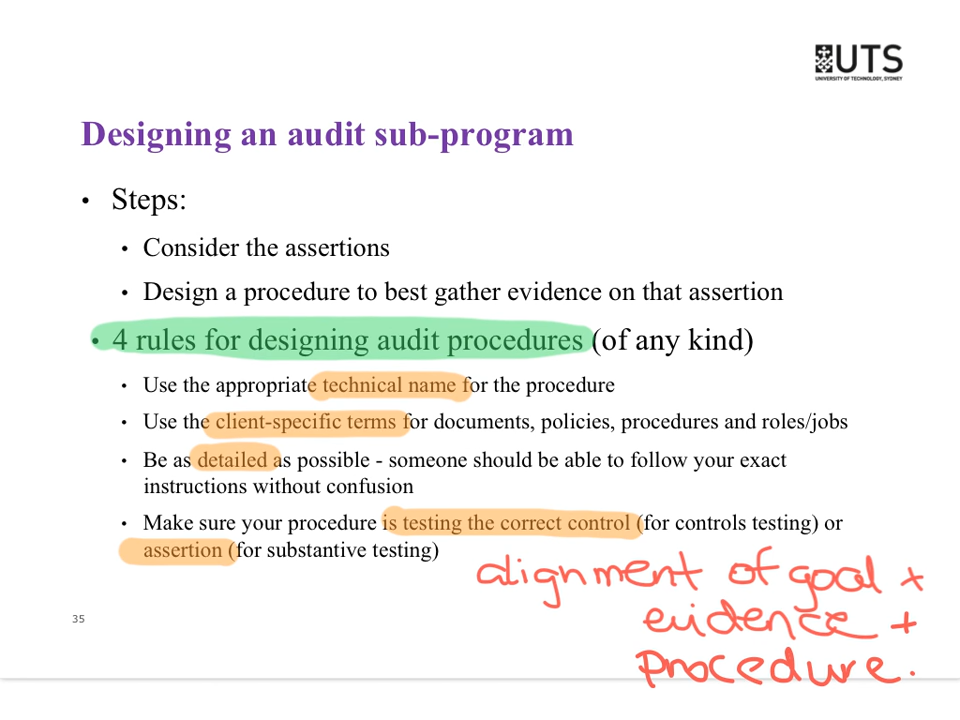 UTS
UNIVERSITY OF TECHNOLOGY, SYDNEY
Designing an audit sub-program
• Steps:
• Consider the assertions
• Design a procedure to best gather evidence on that assertion
• 4 rules for designing audit procedures (of any kind)
• Use the appropriate technical name for the procedure
• Use the client-specific terms for documents, policies, procedures and roles/jobs
• Be as detailed as possible - someone should be able to follow your exact
instructions without confusion
• Make sure your procedure is testing the correct control (for controls testing) or
assertion (for substantive testing)
alignment of goal +
evidence +
procedure.
35